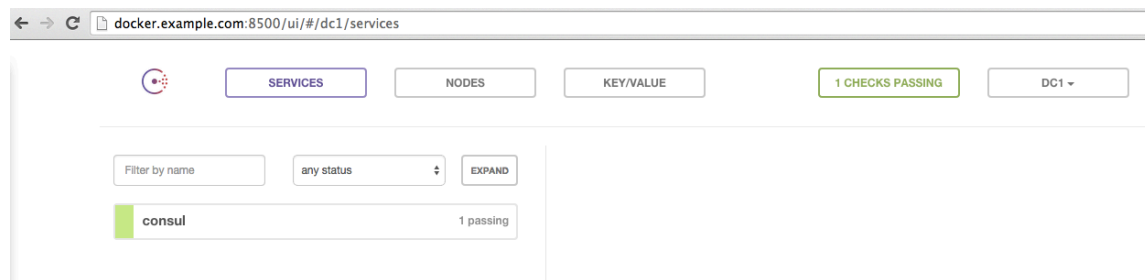 docker.example.com:8500/ui/#/dc1/services
SERVICES NODES KEY/VALUE 1 CHECKS PASSING DC1
Filter by name any status EXPAND
consul 1 passing